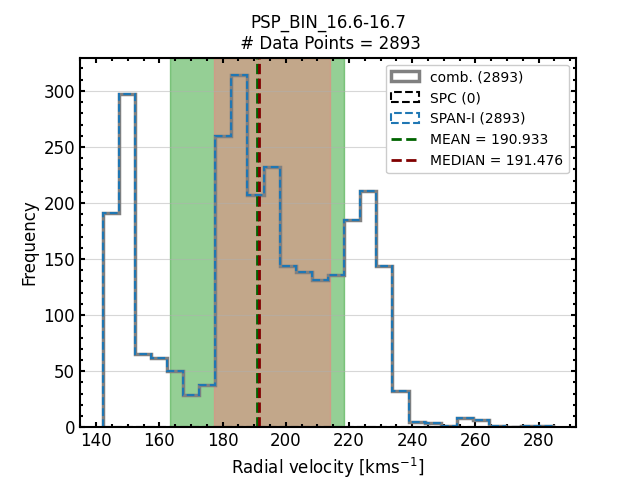 PSP_BIN_16.6-16.7
# Data Points = 2893
comb. (2893)
SPC (0)
SPAN-I (2893)
MEAN = 190.933
MEDIAN = 191.476
Frequency
300
250
200
150
100
50
0
140 160 180 200 220 240 260 280
Radial velocity [kms⁻¹]